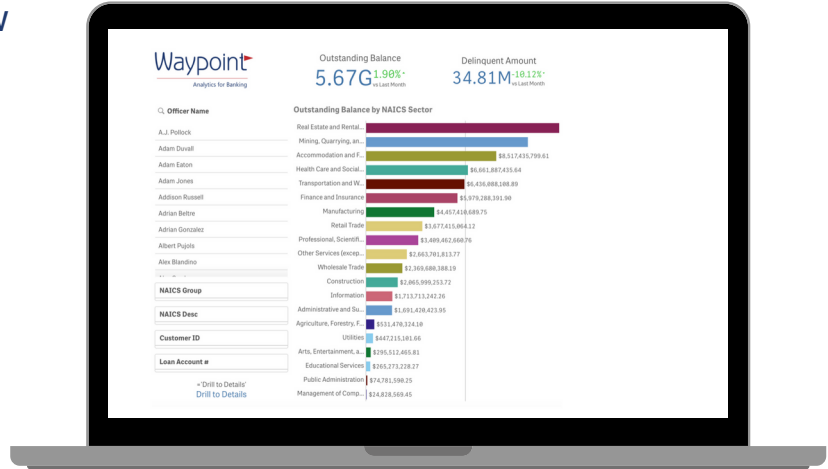 Waypoint
Analytics for Banking
Outstanding Balance
5.67G 1.90%
vs Last Month
Delinquent Amount
34.81M -10.12%
vs Last Month
Officer Name
A.J. Pollock
Adam Duvall
Adam Eaton
Adam Jones
Addison Russell
Adrian Beltre
Adrian Gonzalez
Albert Pujols
Alex Blandino
NAICS Group
NAICS Desc
Customer ID
Loan Account #
='Drill to Details'
Drill to Details
Outstanding Balance by NAICS Sector
Real Estate and Rental...
Mining, Quarrying, an...
Accommodation and F... $8,517,435,799.61
Health Care and Social... $6,661,887,435.64
Transportation and W... $6,436,088,108.89
Finance and Insurance $5,979,288,391.90
Manufacturing $4,457,410,689.75
Retail Trade $3,677,415,064.12
Professional, Scientifi... $3,409,462,660.76
Other Services (excep... $2,663,701,813.77
Wholesale Trade $2,369,680,388.19
Construction $2,065,999,253.72
Information $1,713,713,242.26
Administrative and Su... $1,691,420,423.95
Agriculture, Forestry, F... $531,470,324.10
Utilities $447,215,101.66
Arts, Entertainment, a... $295,512,465.81
Educational Services $265,273,228.27
Public Administration $74,781,590.25
Management of Comp... $24,828,569.45